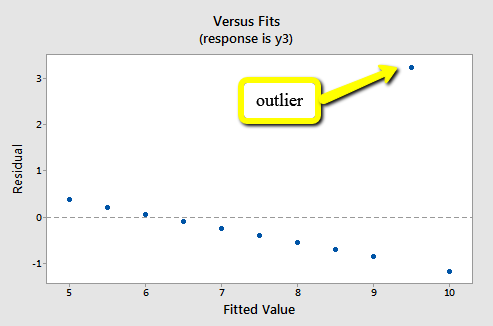 Versus Fits
(response is y3)
outlier
Residual
3
2
1
0
-1
5 6 7 8 9 10
Fitted Value